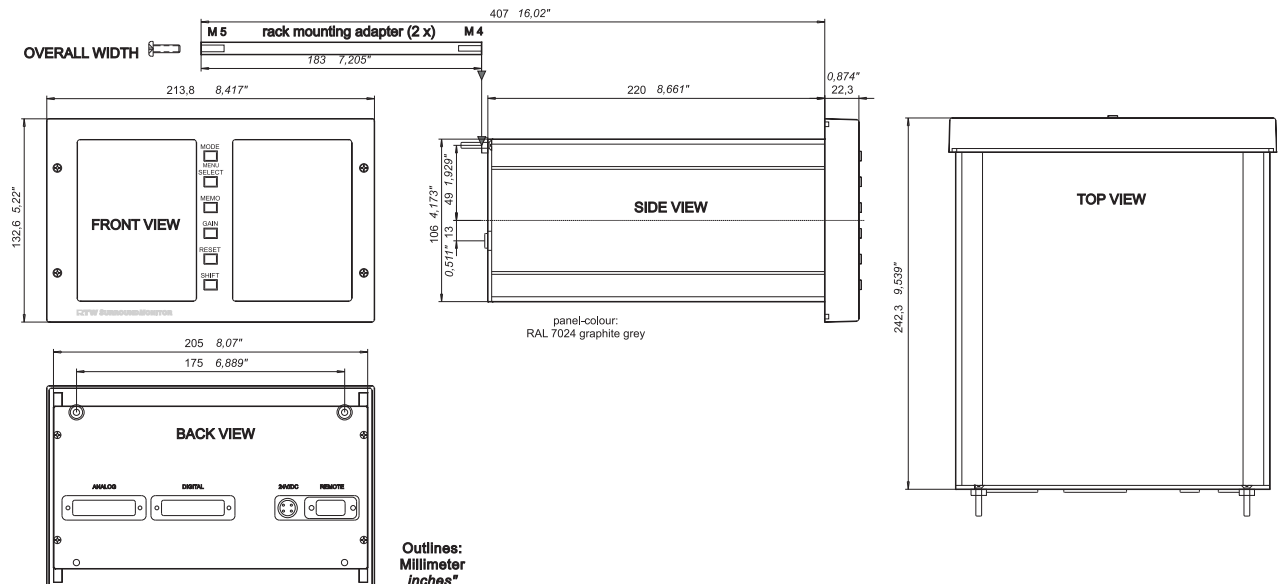 407 16,02"
M 5 rack mounting adapter (2 x) M 4
OVERALL WIDTH
183 7,205"
213,8 8,417"
132,6 5,22"
MODE
MENU
SELECT
MEMO
GAIN
RESET
SHIFT
FRONT VIEW
RTW SURROUNDMONITOR
220 8,661"
0,874"
22,3
106 4,173"
49 1,929"
13
0,511"
SIDE VIEW
panel-colour:
RAL 7024 graphite grey
TOP VIEW
242,3 9,539"
205 8,07"
175 6,889"
BACK VIEW
ANALOG
DIGITAL
24VDC
REMOTE
Outlines:
Millimeter
inches"